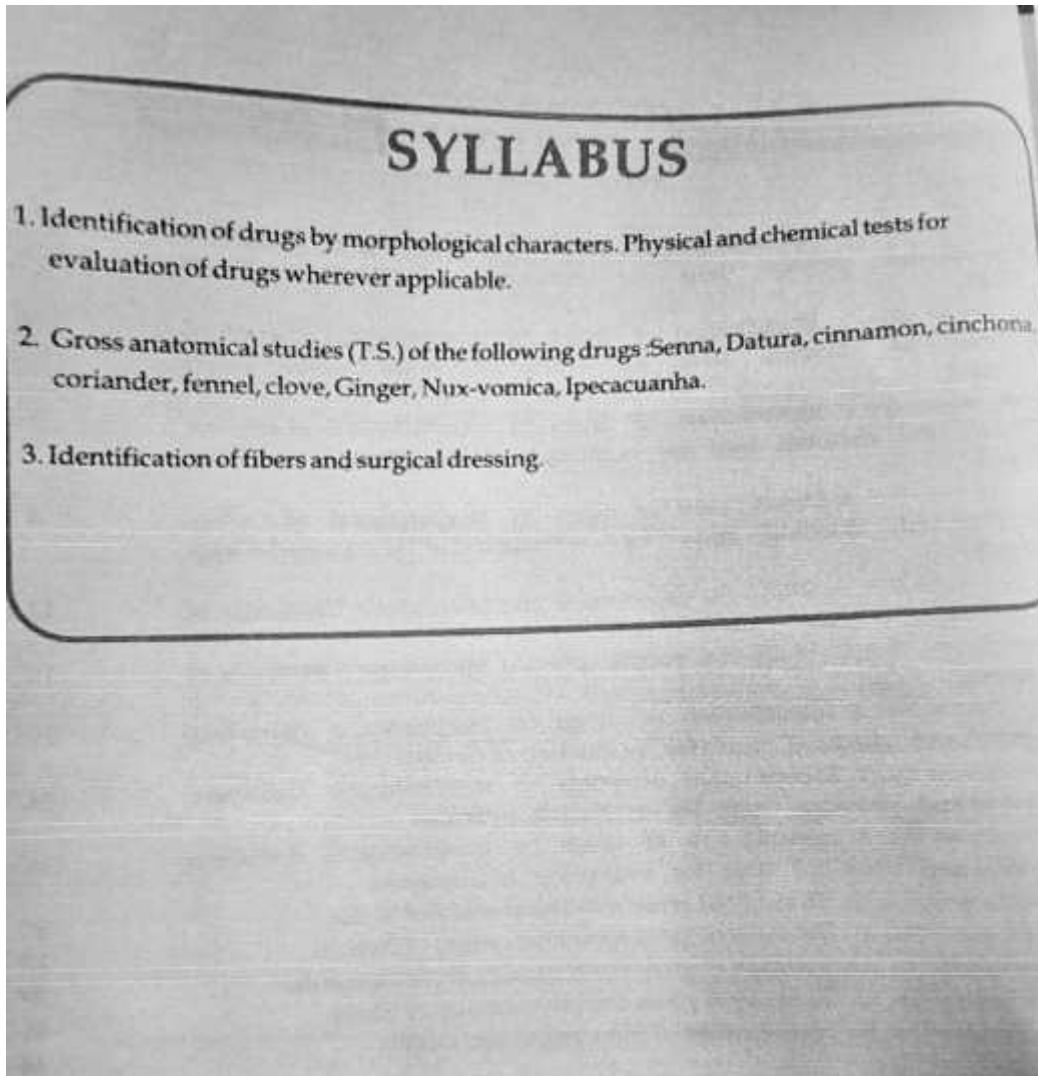 SYLLABUS
1. Identification of drugs by morphological characters. Physical and chemical tests for
evaluation of drugs wherever applicable.
2. Gross anatomical studies (T.S.) of the following drugs :Senna, Datura, cinnamon, cinchona,
coriander, fennel, clove, Ginger, Nux-vomica, Ipecacuanha.
3. Identification of fibers and surgical dressing.